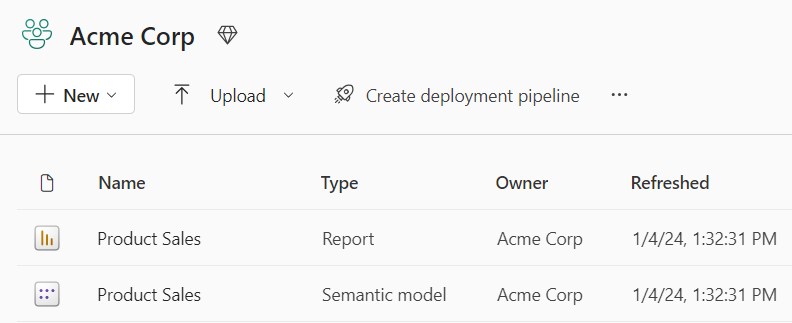 Acme Corp
New Upload Create deployment pipeline ...
Name Type Owner Refreshed
Product Sales Report Acme Corp 1/4/24, 1:32:31 PM
Product Sales Semantic model Acme Corp 1/4/24, 1:32:31 PM